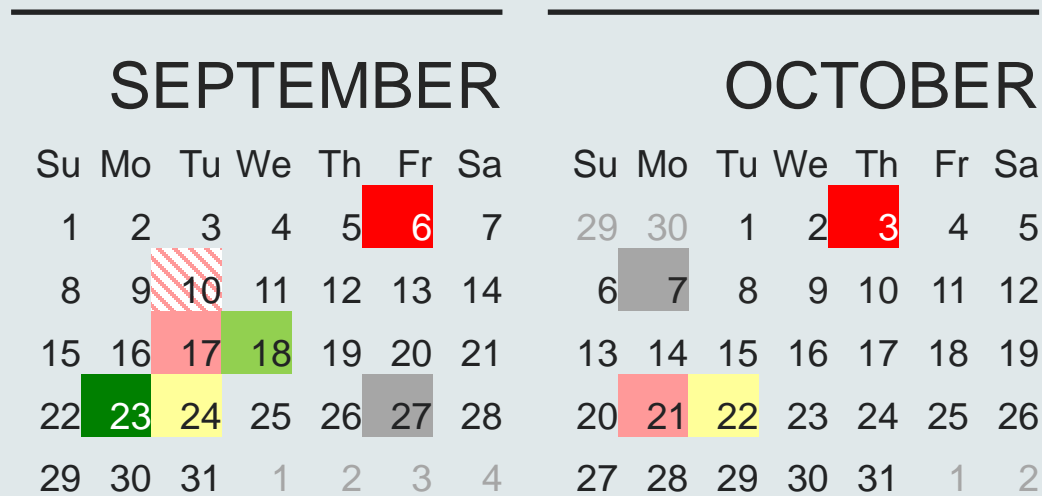 SEPTEMBER
Su Mo Tu We Th Fr Sa
1 2 3 4 5 6 7
8 9 10 11 12 13 14
15 16 17 18 19 20 21
22 23 24 25 26 27 28
29 30 31 1 2 3 4
OCTOBER
Su Mo Tu We Th Fr Sa
29 30 1 2 3 4 5
6 7 8 9 10 11 12
13 14 15 16 17 18 19
20 21 22 23 24 25 26
27 28 29 30 31 1 2